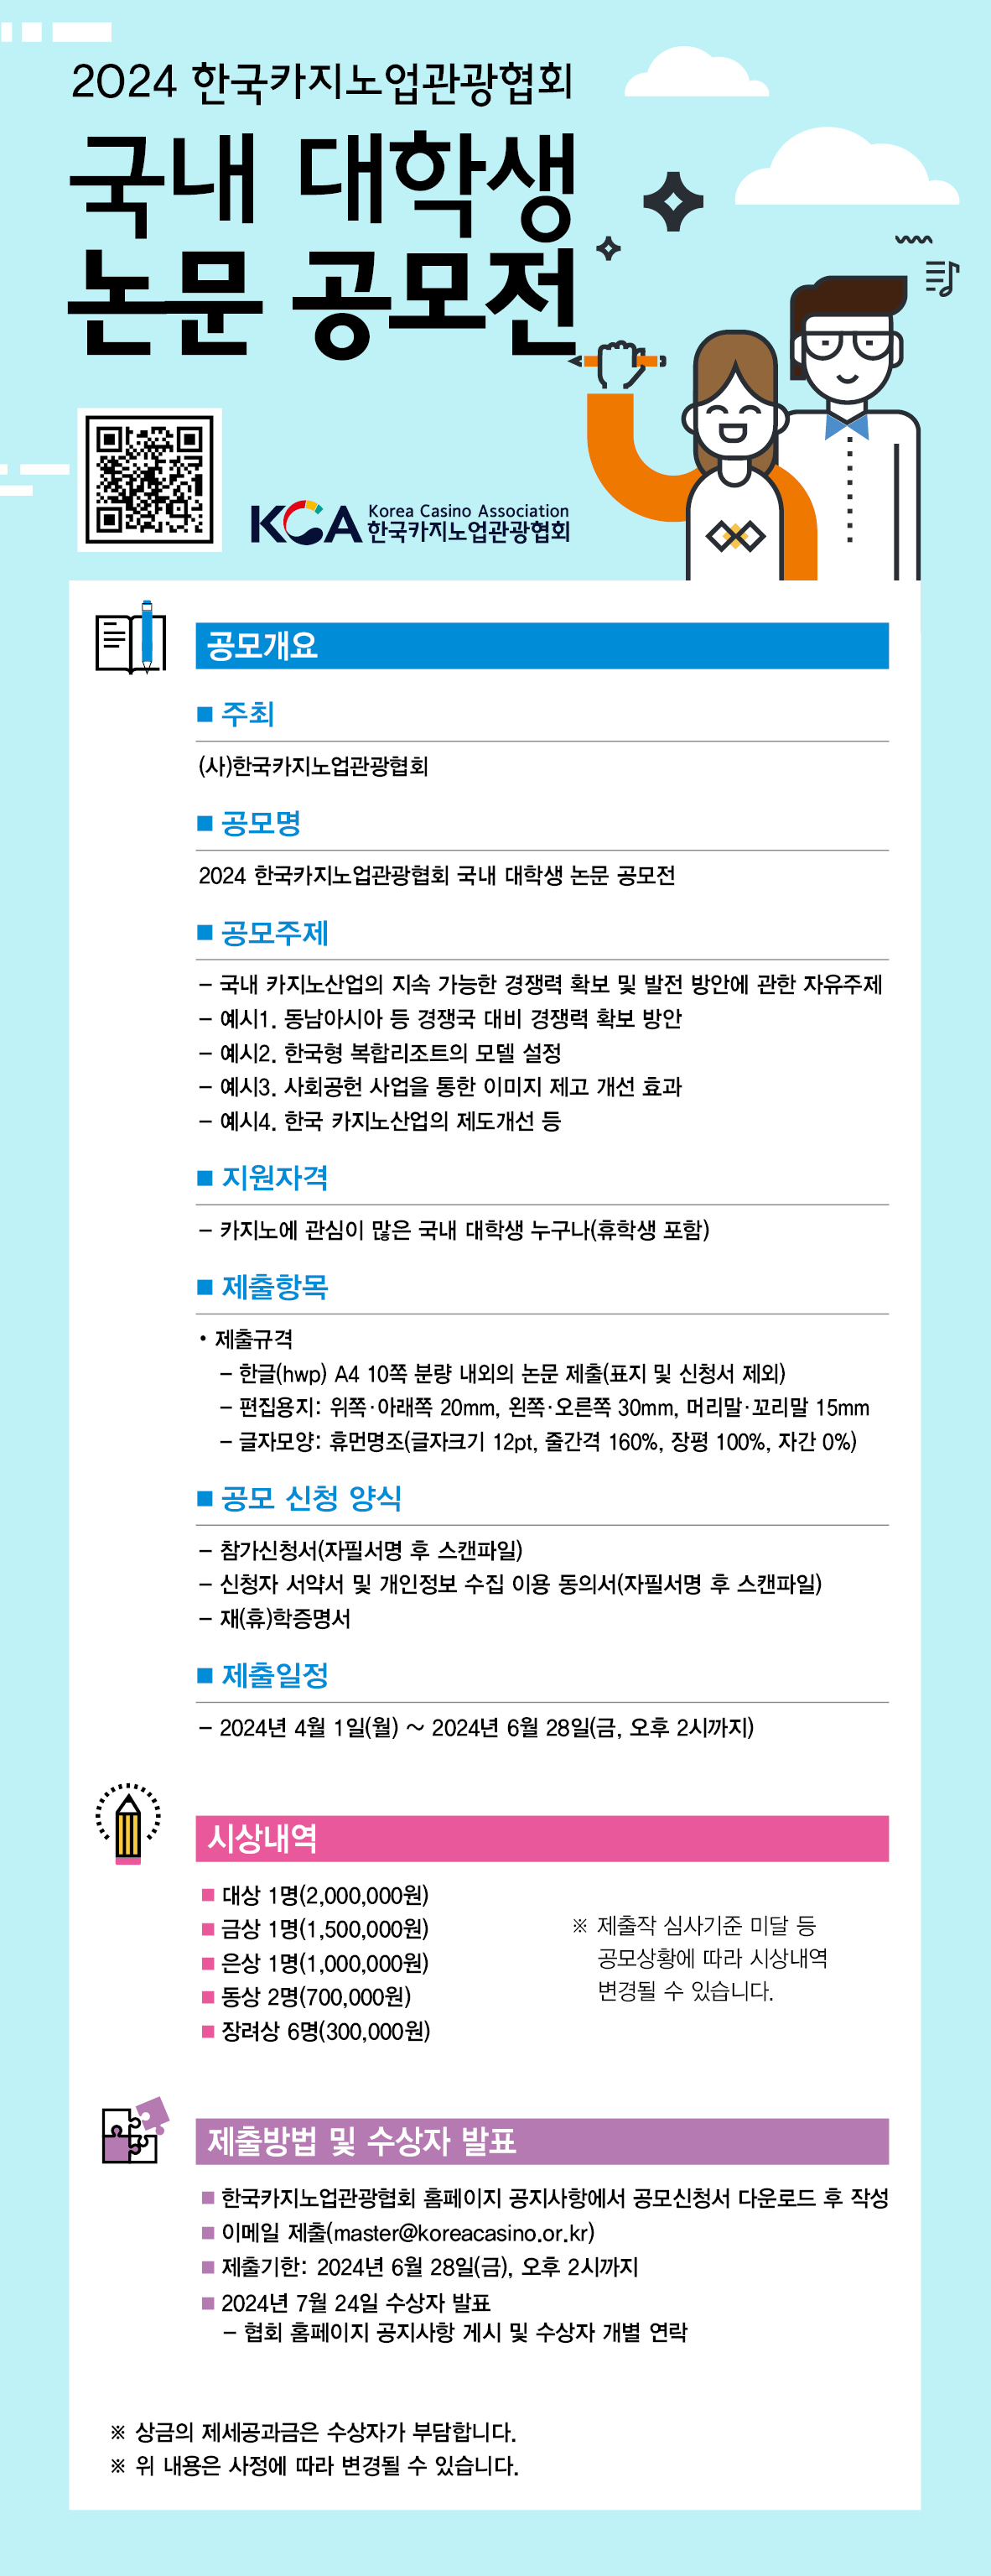 2024 한국카지노업관광협회
국내 대학생
논문 공모전
KCA Korea Casino Association
한국카지노업관광협회
공모개요
■ 주최
(사)한국카지노업관광협회
■ 공모명
2024 한국카지노업관광협회 국내 대학생 논문 공모전
■ 공모주제
– 국내 카지노산업의 지속 가능한 경쟁력 확보 및 발전 방안에 관한 자유주제
– 예시1. 동남아시아 등 경쟁국 대비 경쟁력 확보 방안
– 예시2. 한국형 복합리조트의 모델 설정
– 예시3. 사회공헌 사업을 통한 이미지 제고 개선 효과
– 예시4. 한국 카지노산업의 제도개선 등
■ 지원자격
– 카지노에 관심이 많은 국내 대학생 누구나(휴학생 포함)
■ 제출항목
• 제출규격
– 한글(hwp) A4 10쪽 분량 내외의 논문 제출(표지 및 신청서 제외)
– 편집용지: 위쪽·아래쪽 20mm, 왼쪽·오른쪽 30mm, 머리말·꼬리말 15mm
– 글자모양: 휴먼명조(글자크기 12pt, 줄간격 160%, 장평 100%, 자간 0%)
■ 공모 신청 양식
– 참가신청서(자필서명 후 스캔파일)
– 신청자 서약서 및 개인정보 수집 이용 동의서(자필서명 후 스캔파일)
– 재(휴)학증명서
■ 제출일정
– 2024년 4월 1일(월) ~ 2024년 6월 28일(금, 오후 2시까지)
시상내역
■ 대상 1명(2,000,000원)
■ 금상 1명(1,500,000원)
■ 은상 1명(1,000,000원)
■ 동상 2명(700,000원)
■ 장려상 6명(300,000원)
※ 제출작 심사기준 미달 등
공모상황에 따라 시상내역
변경될 수 있습니다.
제출방법 및 수상자 발표
■ 한국카지노업관광협회 홈페이지 공지사항에서 공모신청서 다운로드 후 작성
■ 이메일 제출(master@koreacasino.or.kr)
■ 제출기한: 2024년 6월 28일(금), 오후 2시까지
■ 2024년 7월 24일 수상자 발표
– 협회 홈페이지 공지사항 게시 및 수상자 개별 연락
※ 상금의 제세공과금은 수상자가 부담합니다.
※ 위 내용은 사정에 따라 변경될 수 있습니다.